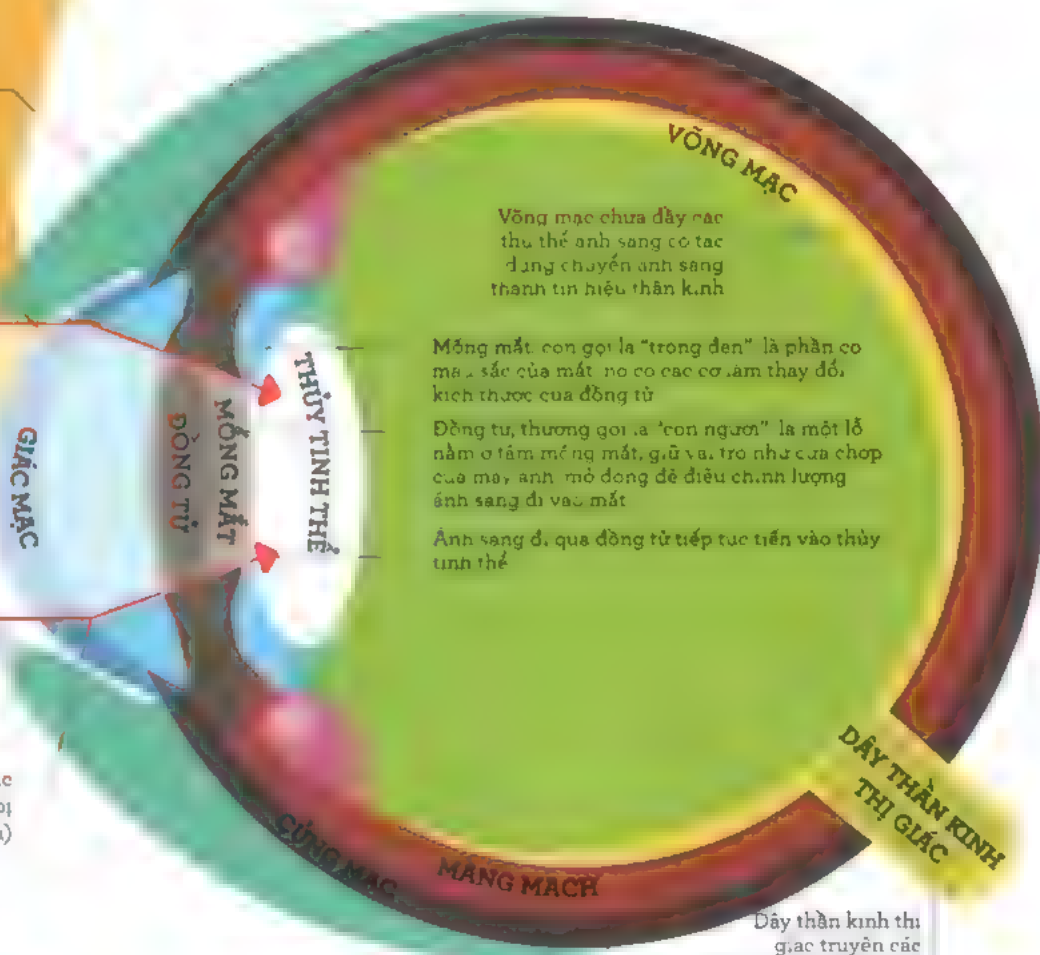 VÕNG MẠC
Võng mạc chứa đầy các
thụ thể ánh sáng có tác
dụng chuyển ánh sáng
thành tín hiệu thần kinh
Mống mắt còn gọi là "tròng đen" là phần có
màu sắc của mắt nó có các cơ làm thay đổi
kích thước của đồng tử
Đồng tử, thường gọi là "con ngươi" là một lỗ
nằm ở tâm mống mắt, giữ vai trò như cửa chớp
của máy ảnh mở đóng để điều chỉnh lượng
ánh sáng đi vào mắt
Ánh sáng đi qua đồng tử tiếp tục tiến vào thủy
tinh thể
GIÁC MẠC
ĐỒNG TỬ
MỐNG MẮT
THỦY TINH THỂ
CỦNG MẠC
MÀNG MẠCH
DÂY THẦN KINH
THỊ GIÁC
Dây thần kinh thị
giác truyền các